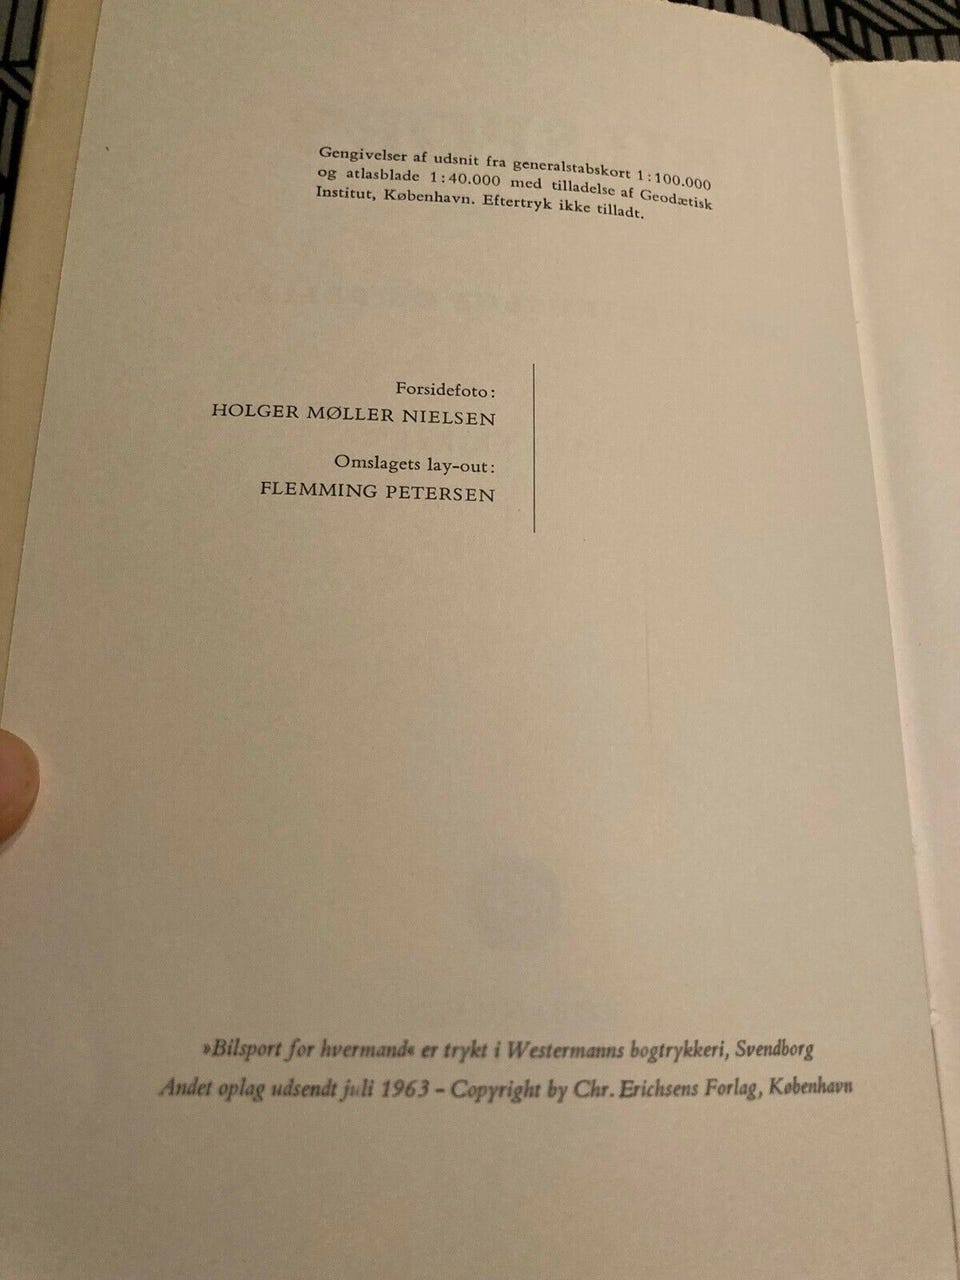 Gengivelser af udsnit fra generalstabskort 1 : 100.000
og atlasblade 1 : 40.000 med tilladelse af Geodætisk
Institut, København. Eftertryk ikke tilladt.
Forsidefoto:
HOLGER MØLLER NIELSEN
Omslagets lay-out:
FLEMMING PETERSEN
»Bilsport for hvermand« er trykt i Westermanns bogtrykkeri, Svendborg
Andet oplag udsendt juli 1963 – Copyright by Chr. Erichsens Forlag, København